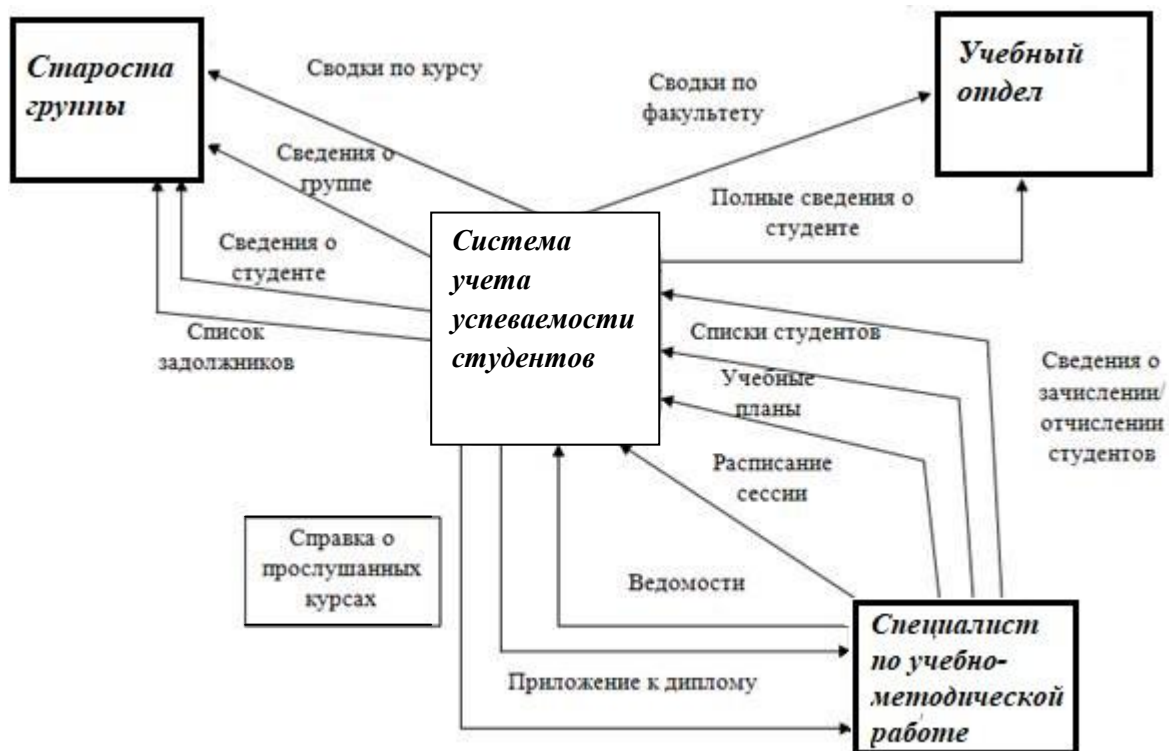 Староста
группы
Сводки по курсу
Сводки по
факультету
Учебный
отдел
Сведения о
группе
Сведения о
студенте
Список
задолжников
Система
учета
успеваемости
студентов
Полные сведения о
студенте
Списки студентов
Учебные
планы
Расписание
сессии
Сведения о
зачислении/
отчислении
студентов
Справка о
прослушанных
курсах
Ведомости
Приложение к диплому
Специалист
по учебно-
методической
работе